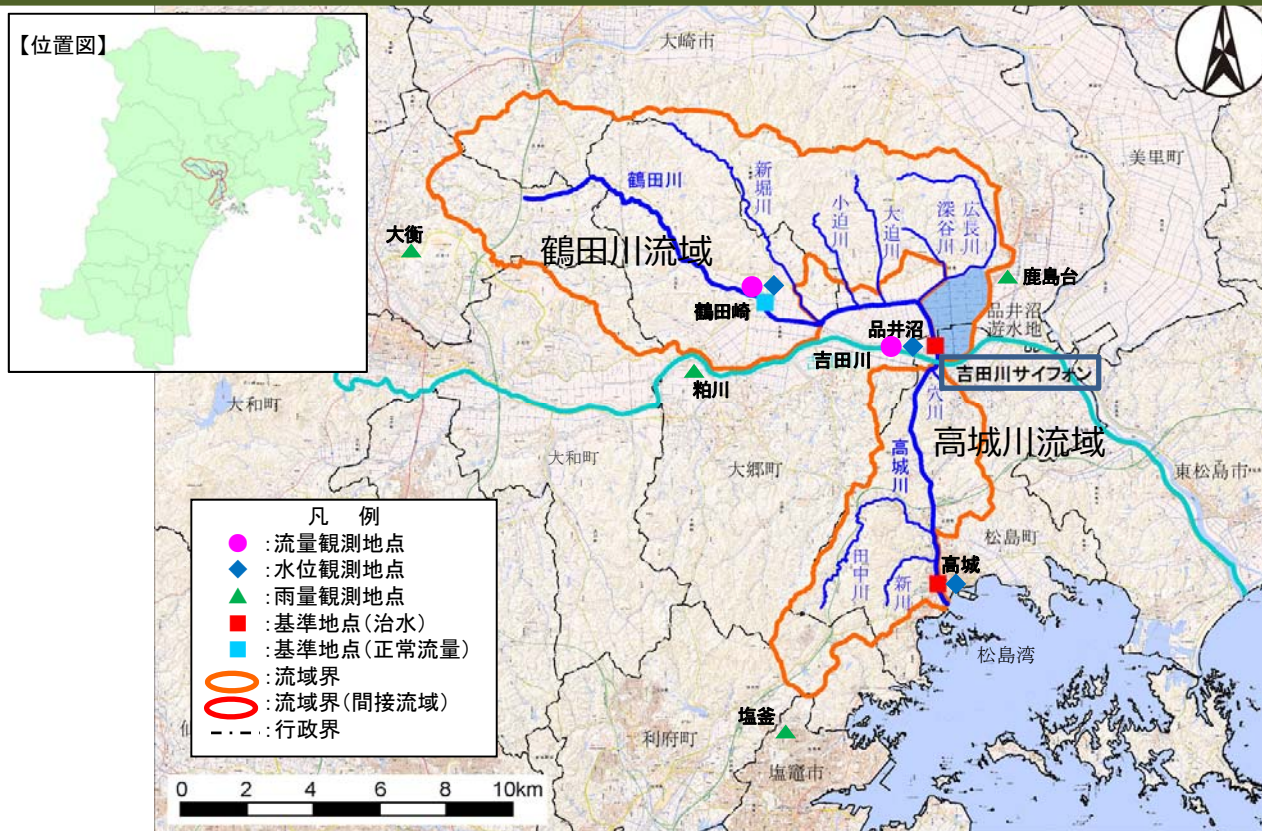 【位置図】
大崎市
美里町
新堀川
鶴田川
小迫川
大迫川
深谷川
広長川
大衡
鶴田川流域
鹿島台
鶴田崎
品井沼
品井沼
遊水地
吉田川
吉田川サイフォン
粕川
八川
大和町
高城川流域
大和町
大郷町
高城川
東松島市
凡 例
:流量観測地点
:水位観測地点
:雨量観測地点
:基準地点(治水)
:基準地点(正常流量)
:流域界
:流域界(間接流域)
:行政界
松島町
田中川
新川
高城
松島湾
塩釜
利府町
塩竈市
0 2 4 6 8 10km